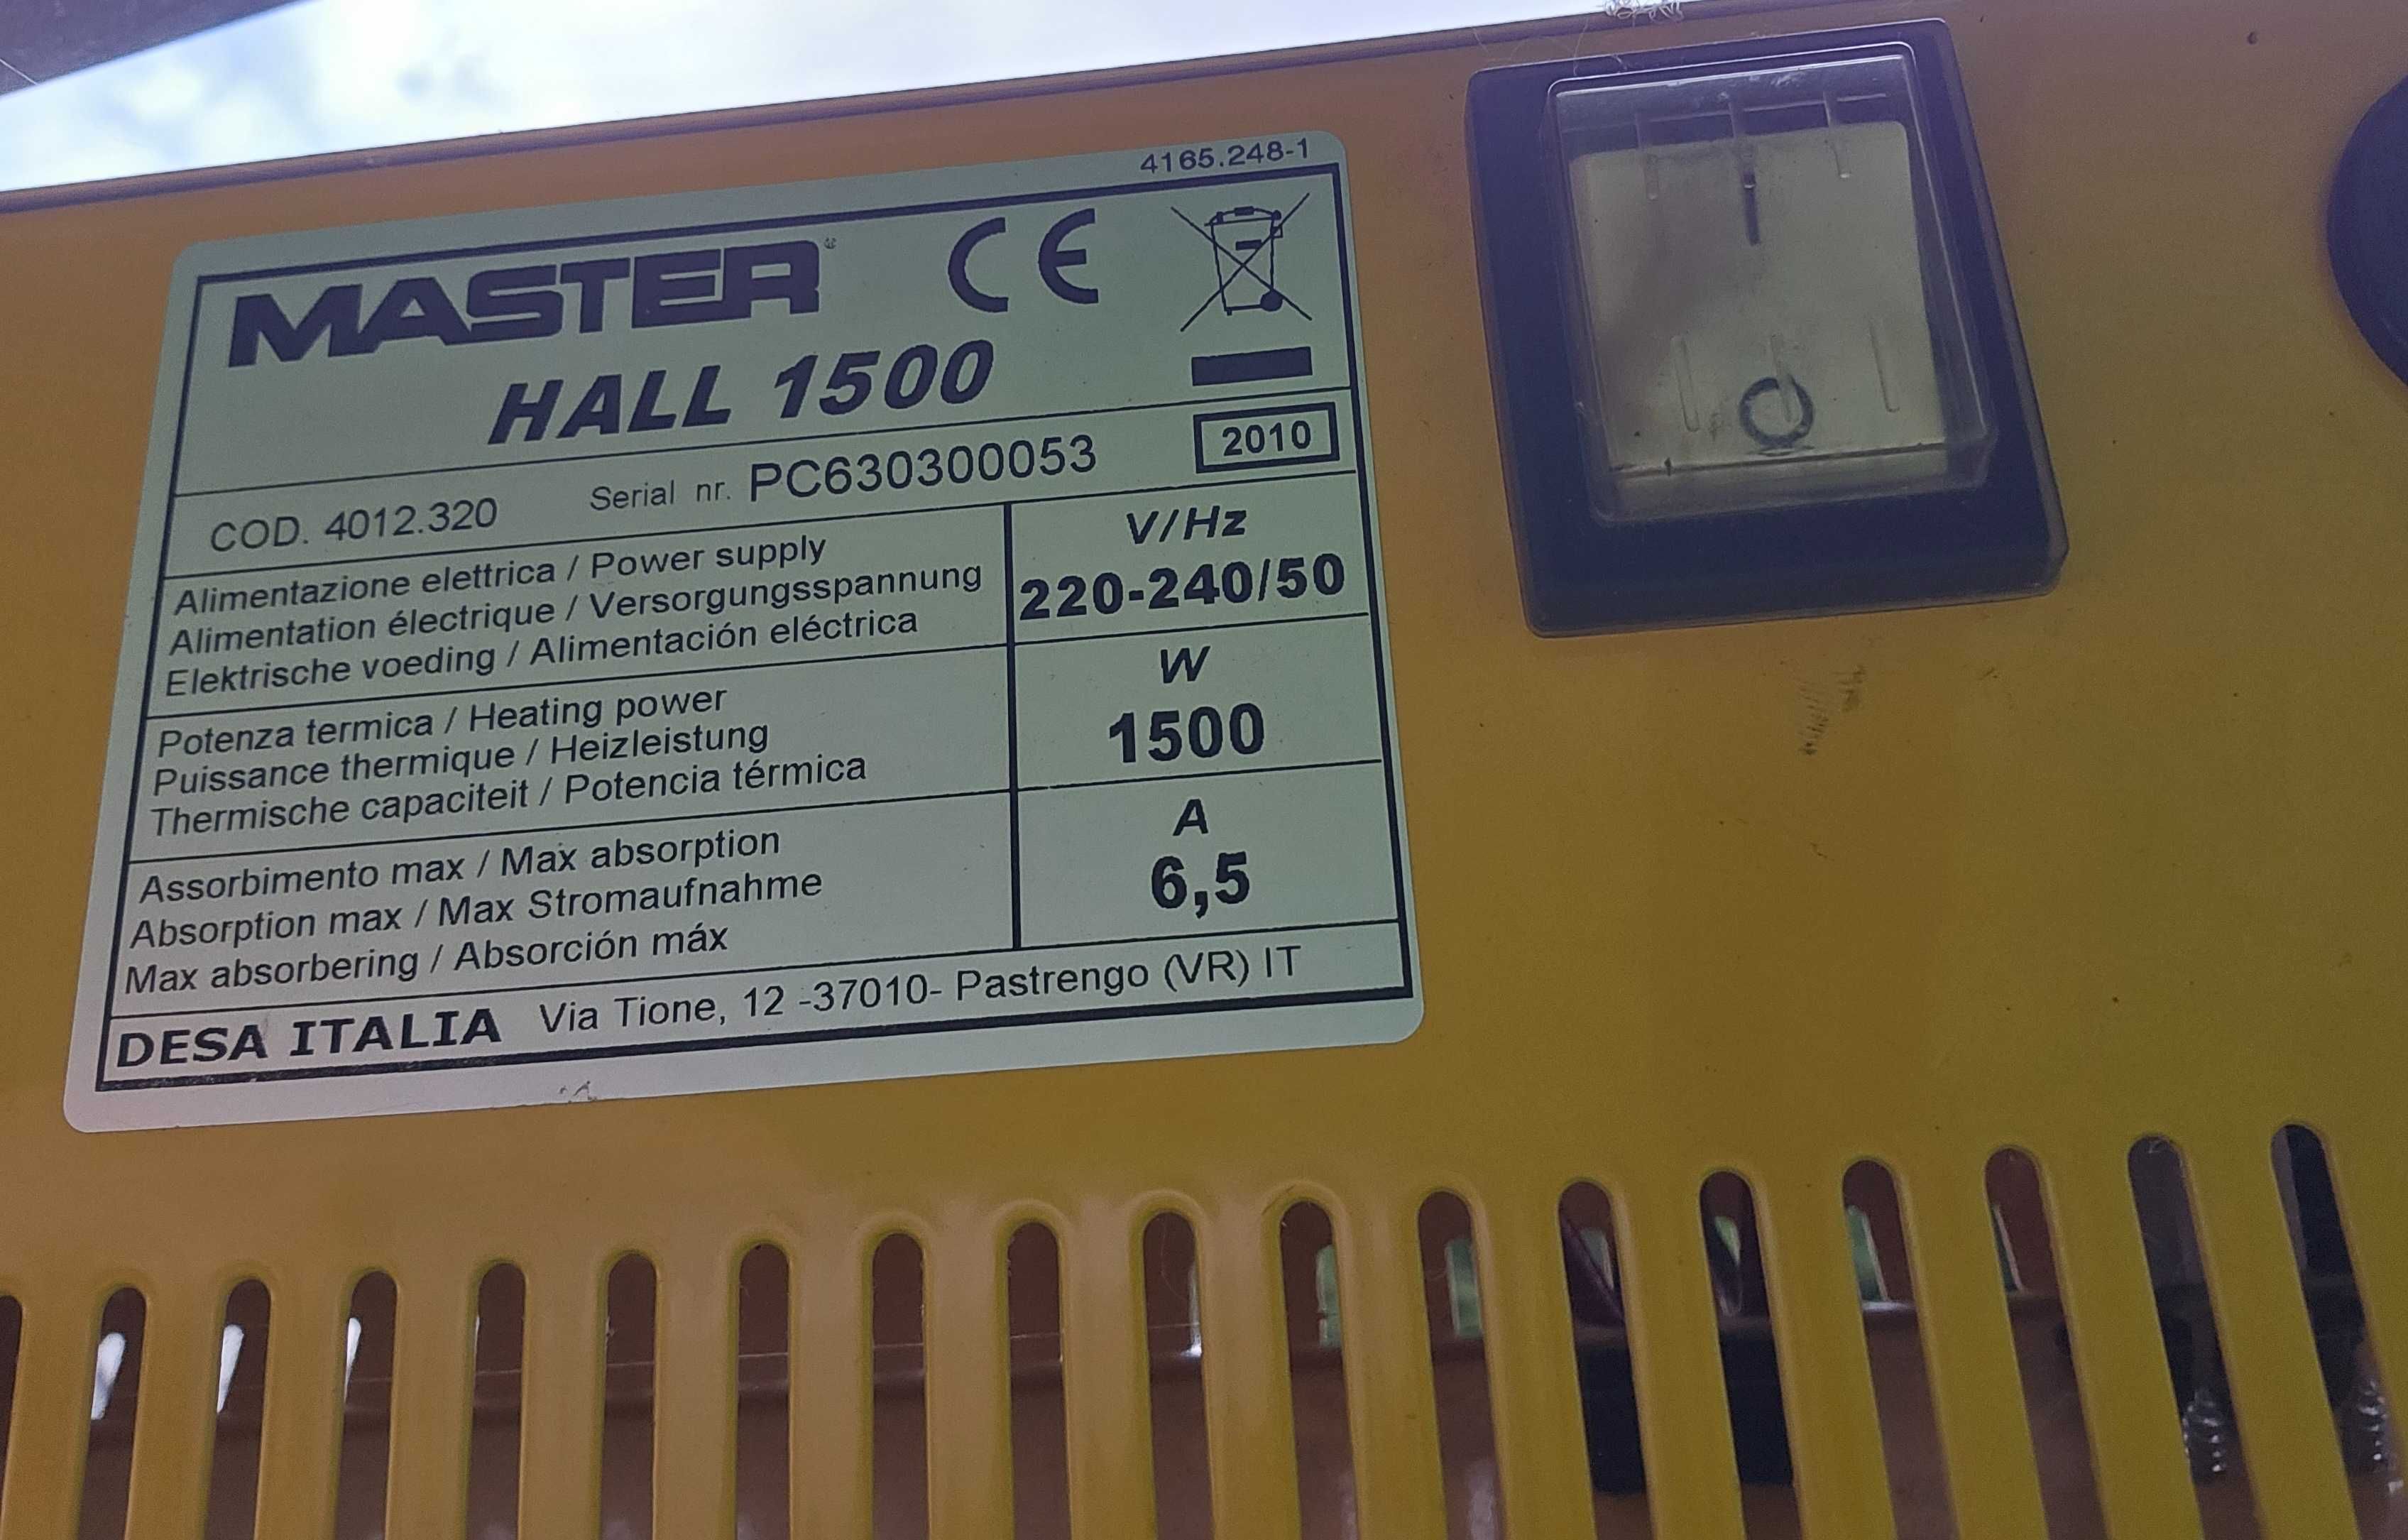 4165.248-1
MASTER® CE
HALL 1500
COD. 4012.320 Serial nr. PC630300053 2010
Alimentazione elettrica / Power supply
Alimentation électrique / Versorgungsspannung
Elektrische voeding / Alimentación eléctrica
V/Hz
220-240/50
Potenza termica / Heating power
Puissance thermique / Heizleistung
Thermische capaciteit / Potencia térmica
W
1500
Assorbimento max / Max absorption
Absorption max / Max Stromaufnahme
Max absorbering / Absorción máx
A
6,5
DESA ITALIA Via Tione, 12 -37010- Pastrengo (VR) IT